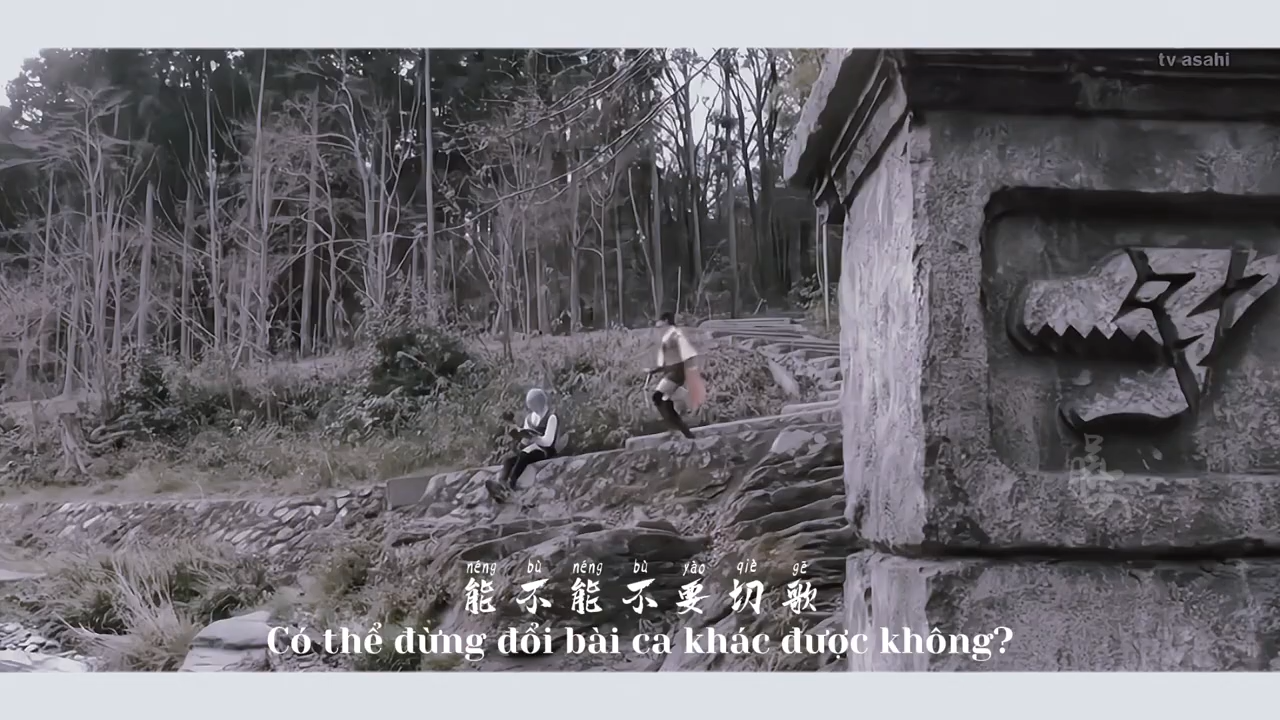 tv asahi
néng bù néng bù yào qiè gē
能不能不要切歌
Có thể đừng đổi bài ca khác được không?